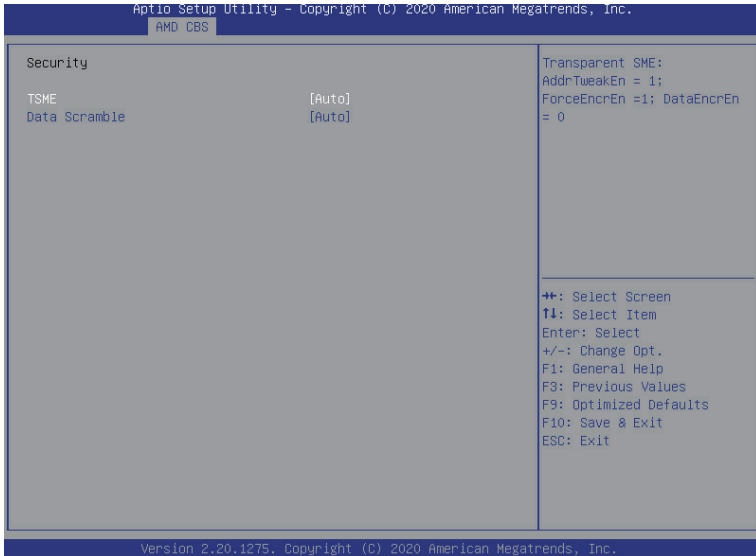 Aptio Setup Utility – Copyright (C) 2020 American Megatrends, Inc.
AMD CBS
Security
TSME [Auto]
Data Scramble [Auto]
Transparent SME:
AddrTweakEn = 1;
ForceEncrEn =1; DataEncrEn
= 0
→←: Select Screen
↑↓: Select Item
Enter: Select
+/-: Change Opt.
F1: General Help
F3: Previous Values
F9: Optimized Defaults
F10: Save & Exit
ESC: Exit
Version 2.20.1275. Copyright (C) 2020 American Megatrends, Inc.